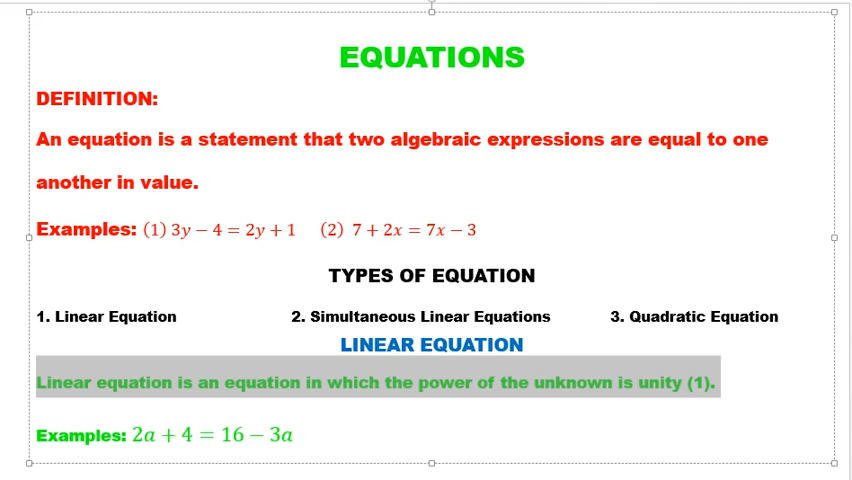 EQUATIONS
DEFINITION:
An equation is a statement that two algebraic expressions are equal to one
another in value.
Examples: (1) 3y − 4 = 2y + 1 (2) 7 + 2x = 7x − 3
TYPES OF EQUATION
1. Linear Equation 2. Simultaneous Linear Equations 3. Quadratic Equation
LINEAR EQUATION
Linear equation is an equation in which the power of the unknown is unity (1).
Examples: 2a + 4 = 16 − 3a